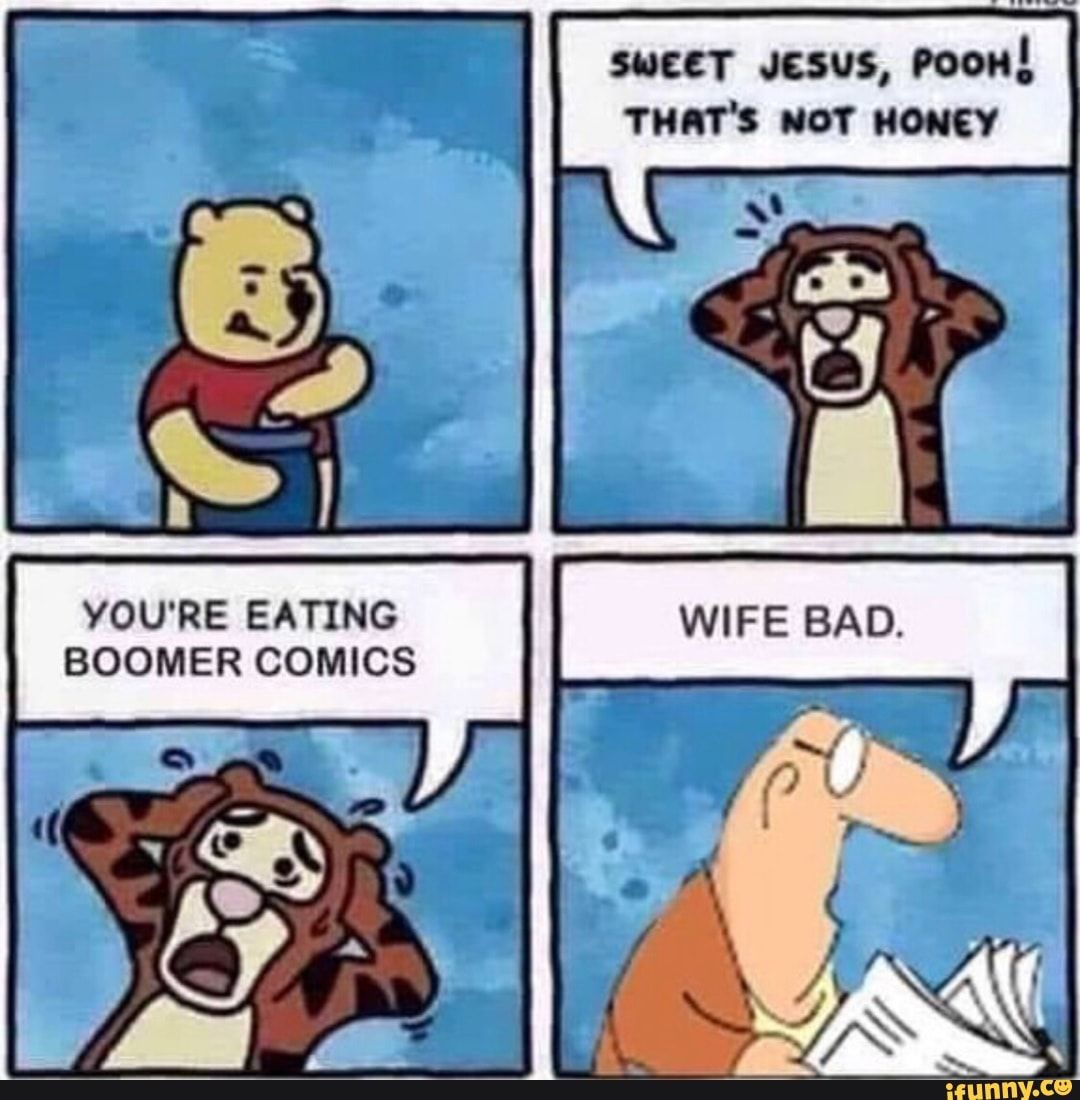 SWEET JESUS, POOH!
THAT'S NOT HONEY
YOU'RE EATING
BOOMER COMICS
WIFE BAD.
ifunny.co